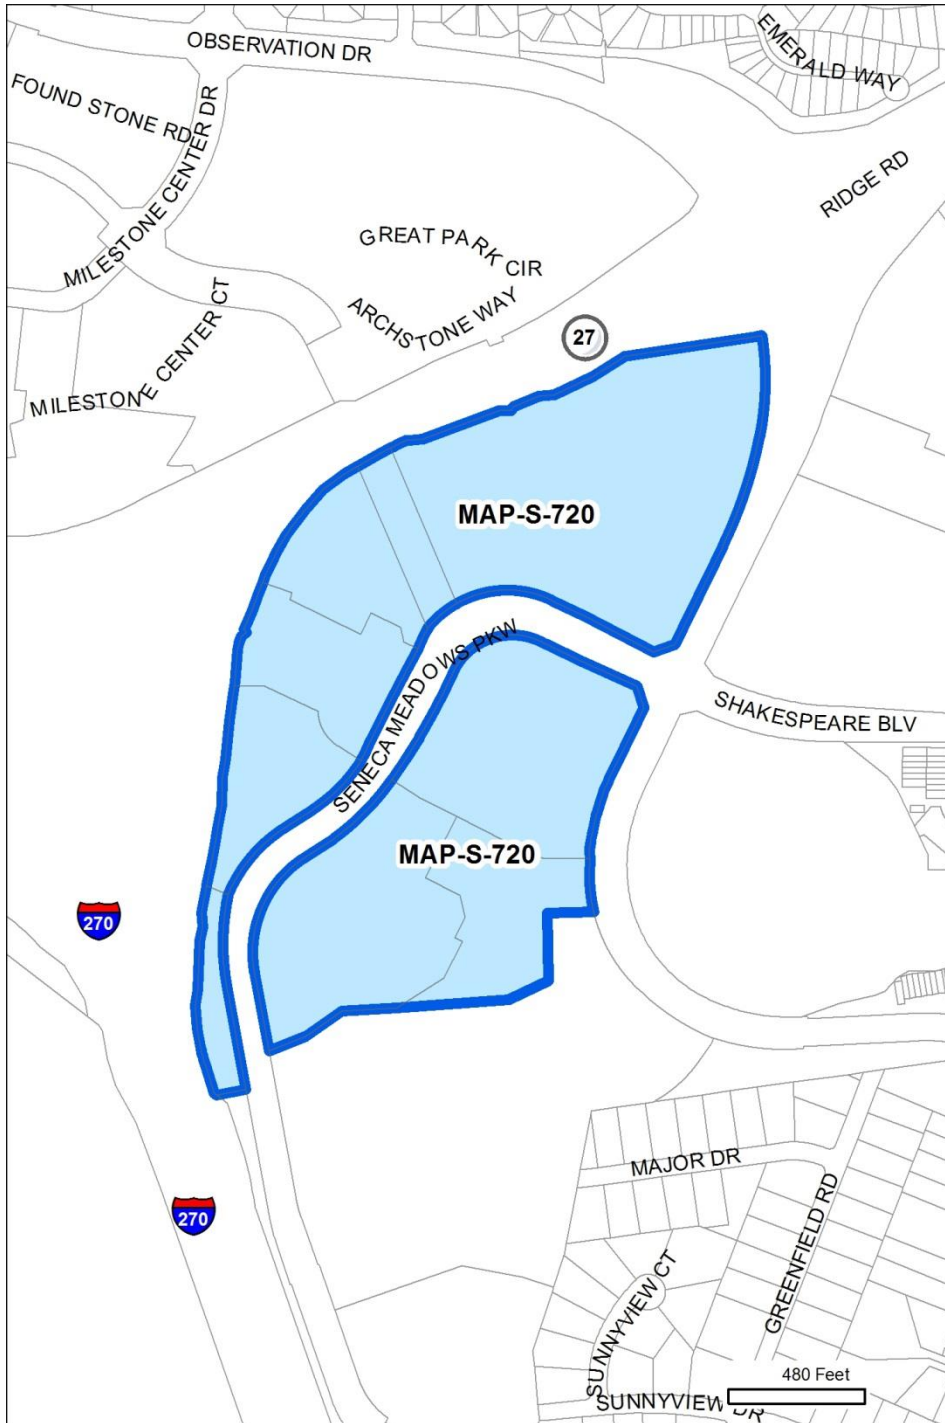 OBSERVATION DR
EMERALD WAY
FOUND STONE RD
MILESTONE CENTER DR
RIDGE RD
GREAT PARK CIR
ARCHSTONE WAY
MILESTONE CENTER CT
27
MAP-S-720
SENECA MEADOWS PKW
SHAKESPEARE BLV
MAP-S-720
270
270
MAJOR DR
GREENFIELD RD
SUNNYVIEW CT
480 Feet
SUNNYVIEW DR